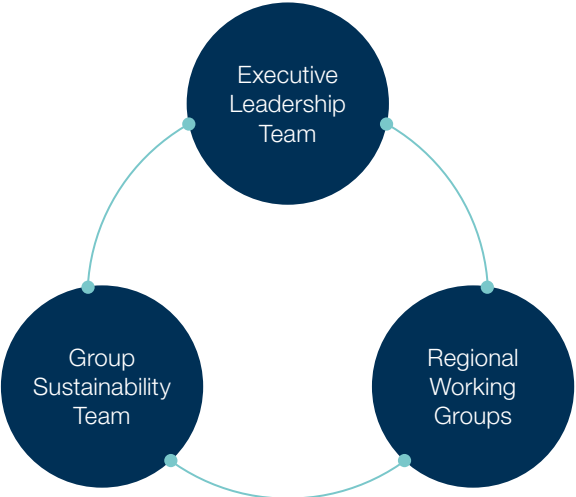 Executive
Leadership
Team
Group
Sustainability
Team
Regional
Working
Groups